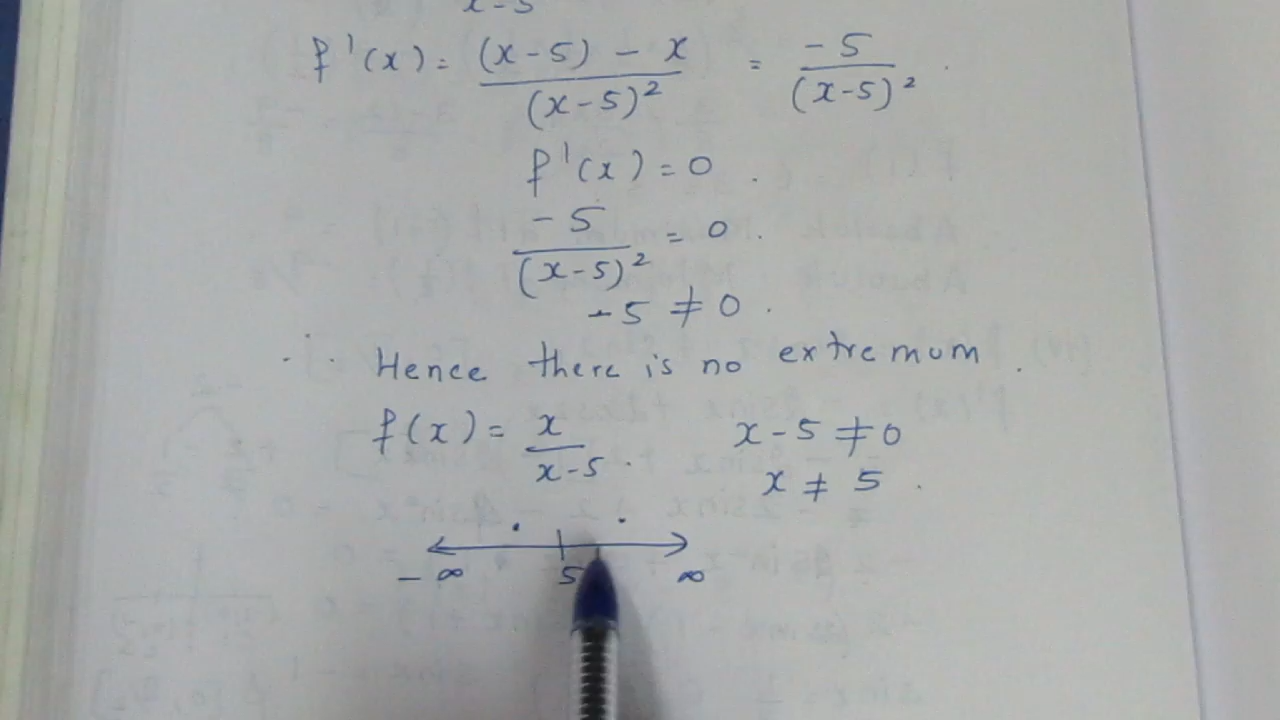 x-5
f'(x) = (x-5) - x / (x-5)² = -5 / (x-5)² .
f'(x) = 0 .
-5 / (x-5)² = 0 .
-5 ≠ 0 .
∴ Hence there is no extremum .
f(x) = x / x-5 . x-5 ≠ 0
x ≠ 5 .
-∞ 5 ∞